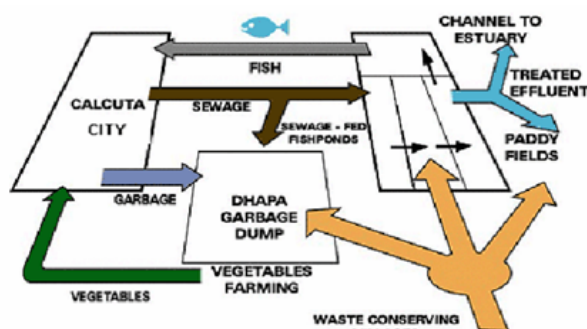 CHANNEL TO
ESTUARY
FISH
TREATED
EFFLUENT
CALCUTA
CITY
SEWAGE
SEWAGE - FED
FISHPONDS
PADDY
FIELDS
GARBAGE
DHAPA
GARBAGE
DUMP
VEGETABLES
FARMING
VEGETABLES
WASTE CONSERVING